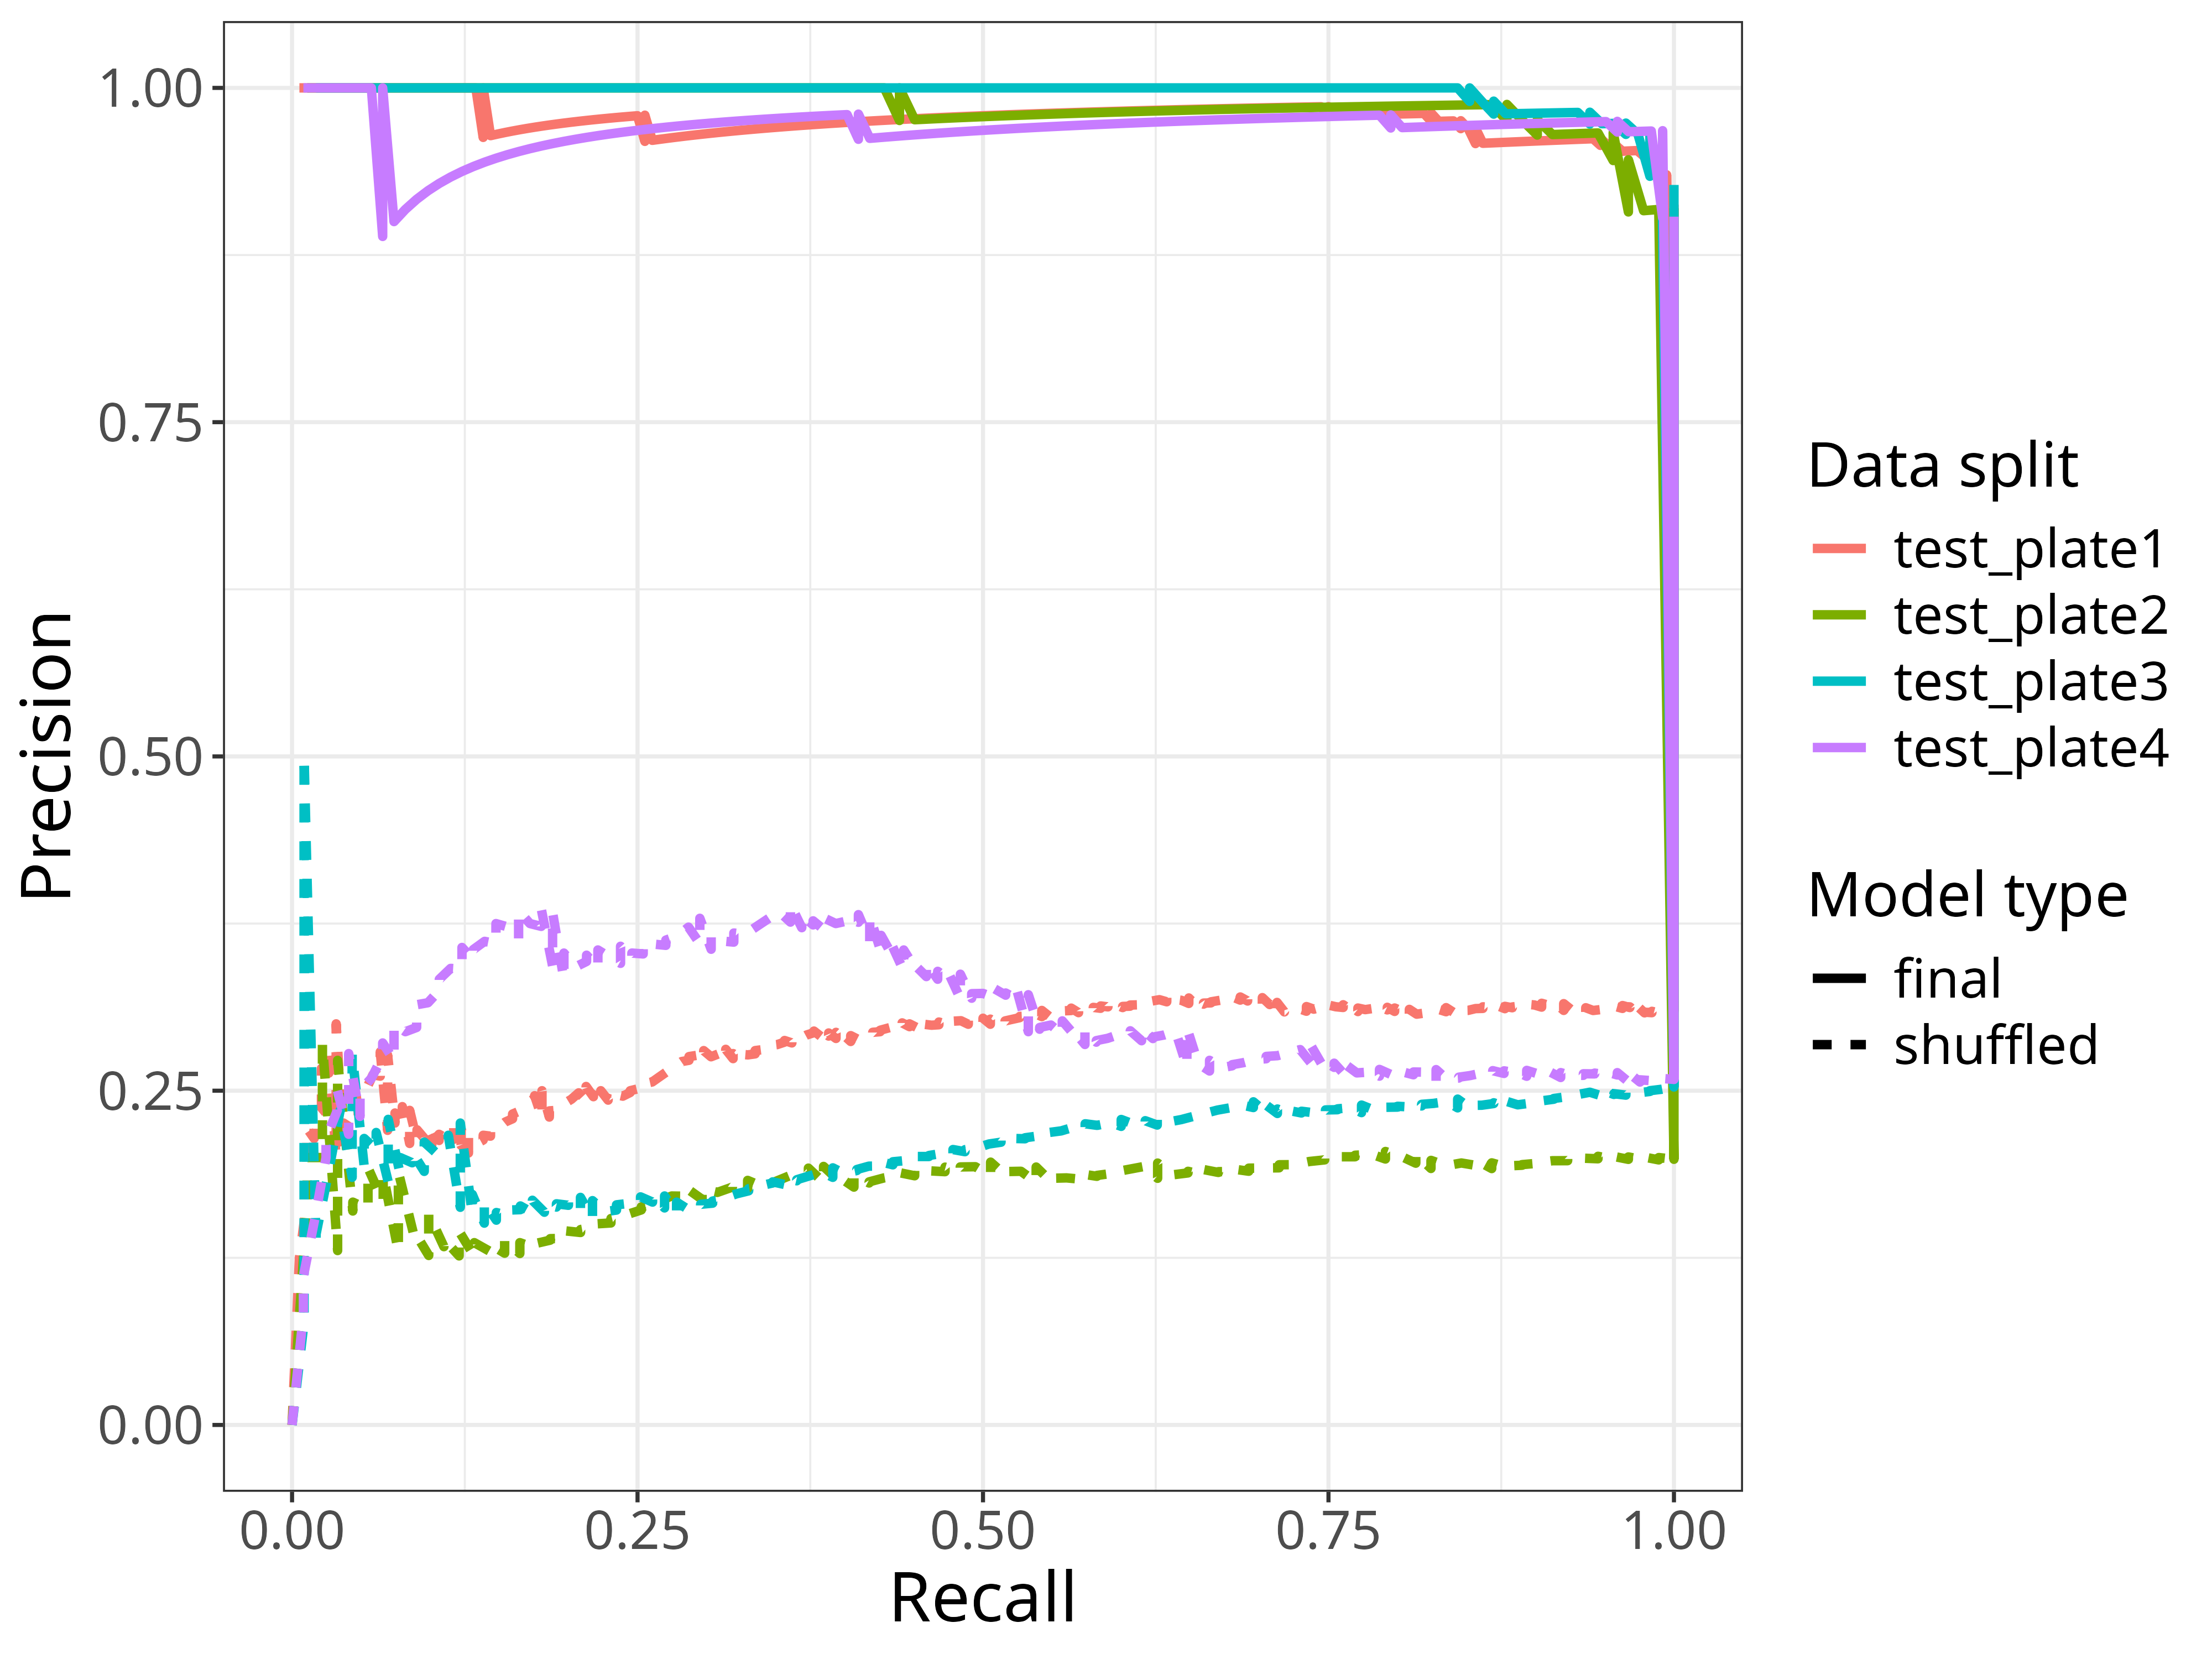 1.00
0.75
0.50
0.25
0.00
Precision
0.00 0.25 0.50 0.75 1.00
Recall
Data split
test_plate1
test_plate2
test_plate3
test_plate4
Model type
final
shuffled